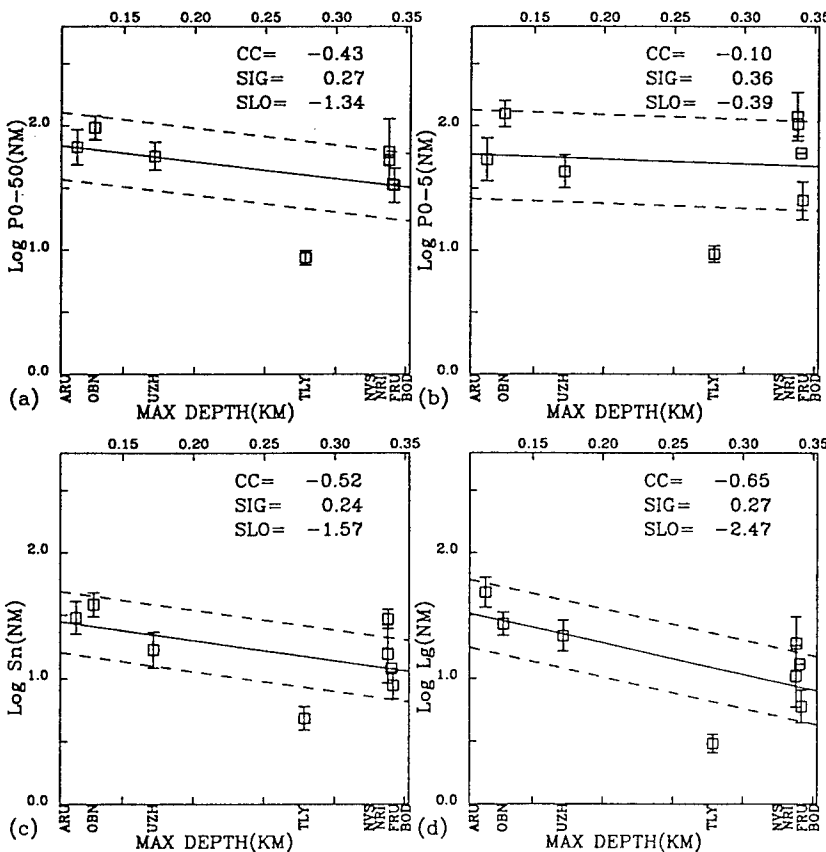 0.15 0.20 0.25 0.30 0.35
CC= −0.43
SIG= 0.27
SLO= −1.34
2.0
1.0
0.0
Log P0−50(NM)
ARU OBN UZH TLY NVS NRI FRU BOD
(a) MAX DEPTH(KM)
0.15 0.20 0.25 0.30 0.35
CC= −0.10
SIG= 0.36
SLO= −0.39
2.0
1.0
0.0
Log P0−5(NM)
ARU OBN UZH TLY NVS NRI FRU BOD
(b) MAX DEPTH(KM)
0.15 0.20 0.25 0.30 0.35
CC= −0.52
SIG= 0.24
SLO= −1.57
2.0
1.0
0.0
Log Sn(NM)
ARU OBN UZH TLY NVS NRI FRU BOD
(c) MAX DEPTH(KM)
0.15 0.20 0.25 0.30 0.35
CC= −0.65
SIG= 0.27
SLO= −2.47
2.0
1.0
0.0
Log Lg(NM)
ARU OBN UZH TLY NVS NRI FRU BOD
(d) MAX DEPTH(KM)